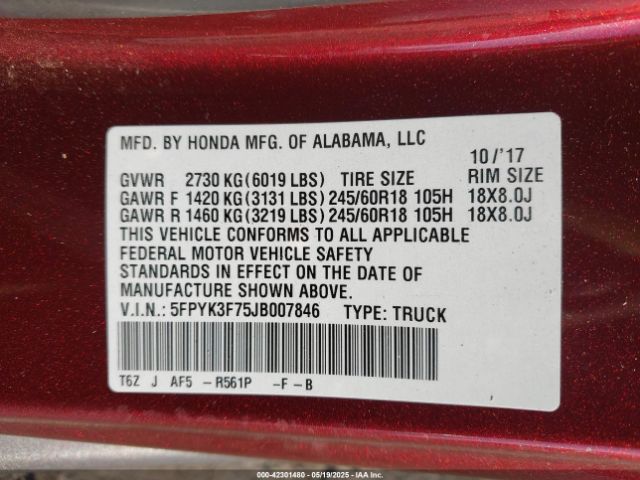 MFD. BY HONDA MFG. OF ALABAMA, LLC
10/'17
GVWR 2730 KG (6019 LBS) TIRE SIZE RIM SIZE
GAWR F 1420 KG (3131 LBS) 245/60R18 105H 18X8.0J
GAWR R 1460 KG (3219 LBS) 245/60R18 105H 18X8.0J
THIS VEHICLE CONFORMS TO ALL APPLICABLE
FEDERAL MOTOR VEHICLE SAFETY
STANDARDS IN EFFECT ON THE DATE OF
MANUFACTURE SHOWN ABOVE.
V.I.N.: 5FPYK3F75JB007846 TYPE: TRUCK
T6Z J AF5 -R561P -F-B
000-42301480 - 05/19/2025 - IAA Inc.